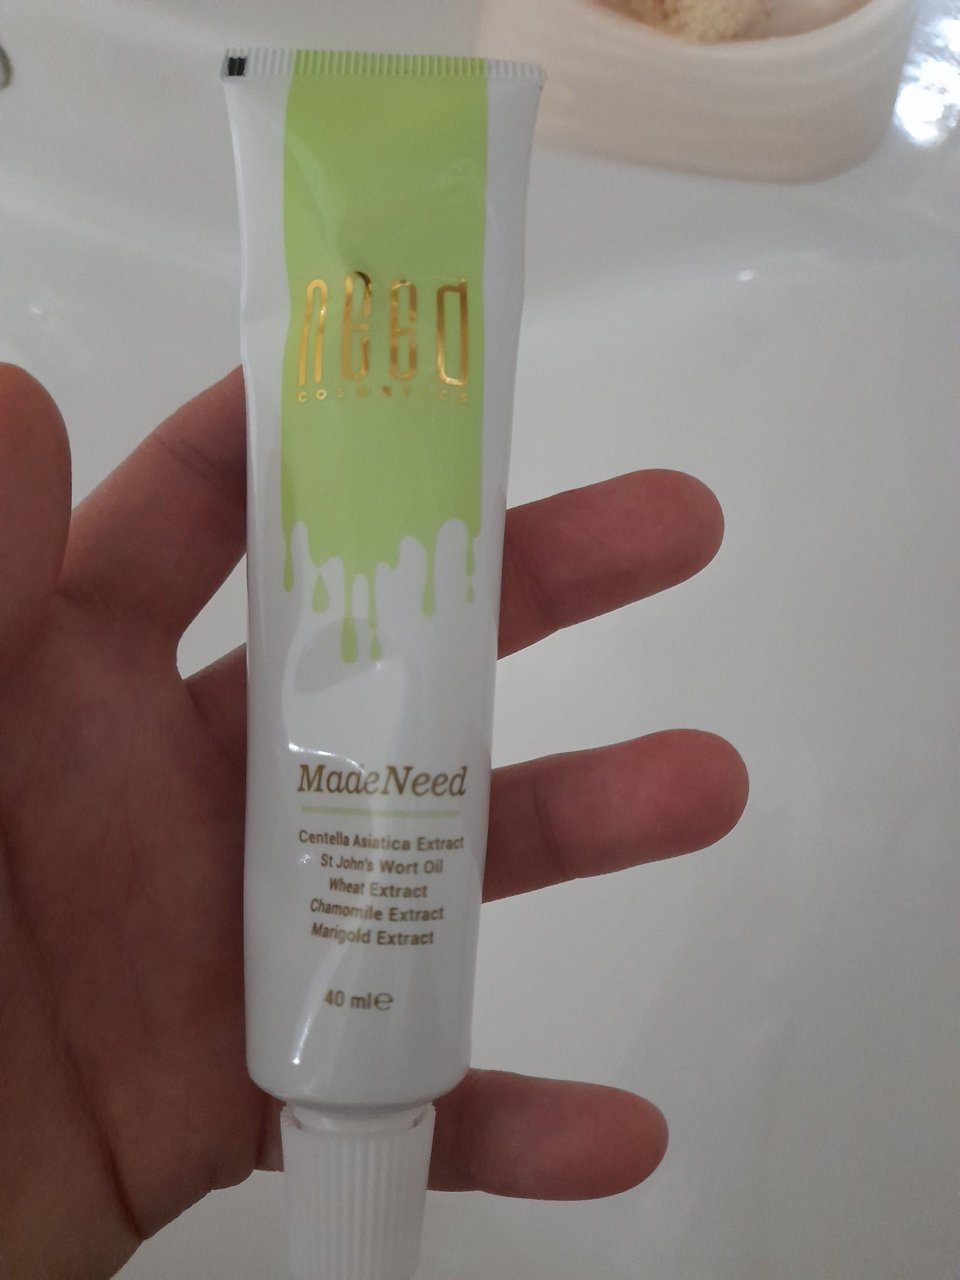 need
COSMETICS
MadeNeed
Centella Asiatica Extract
St John's Wort Oil
Wheat Extract
Chamomile Extract
Marigold Extract
40 ml℮